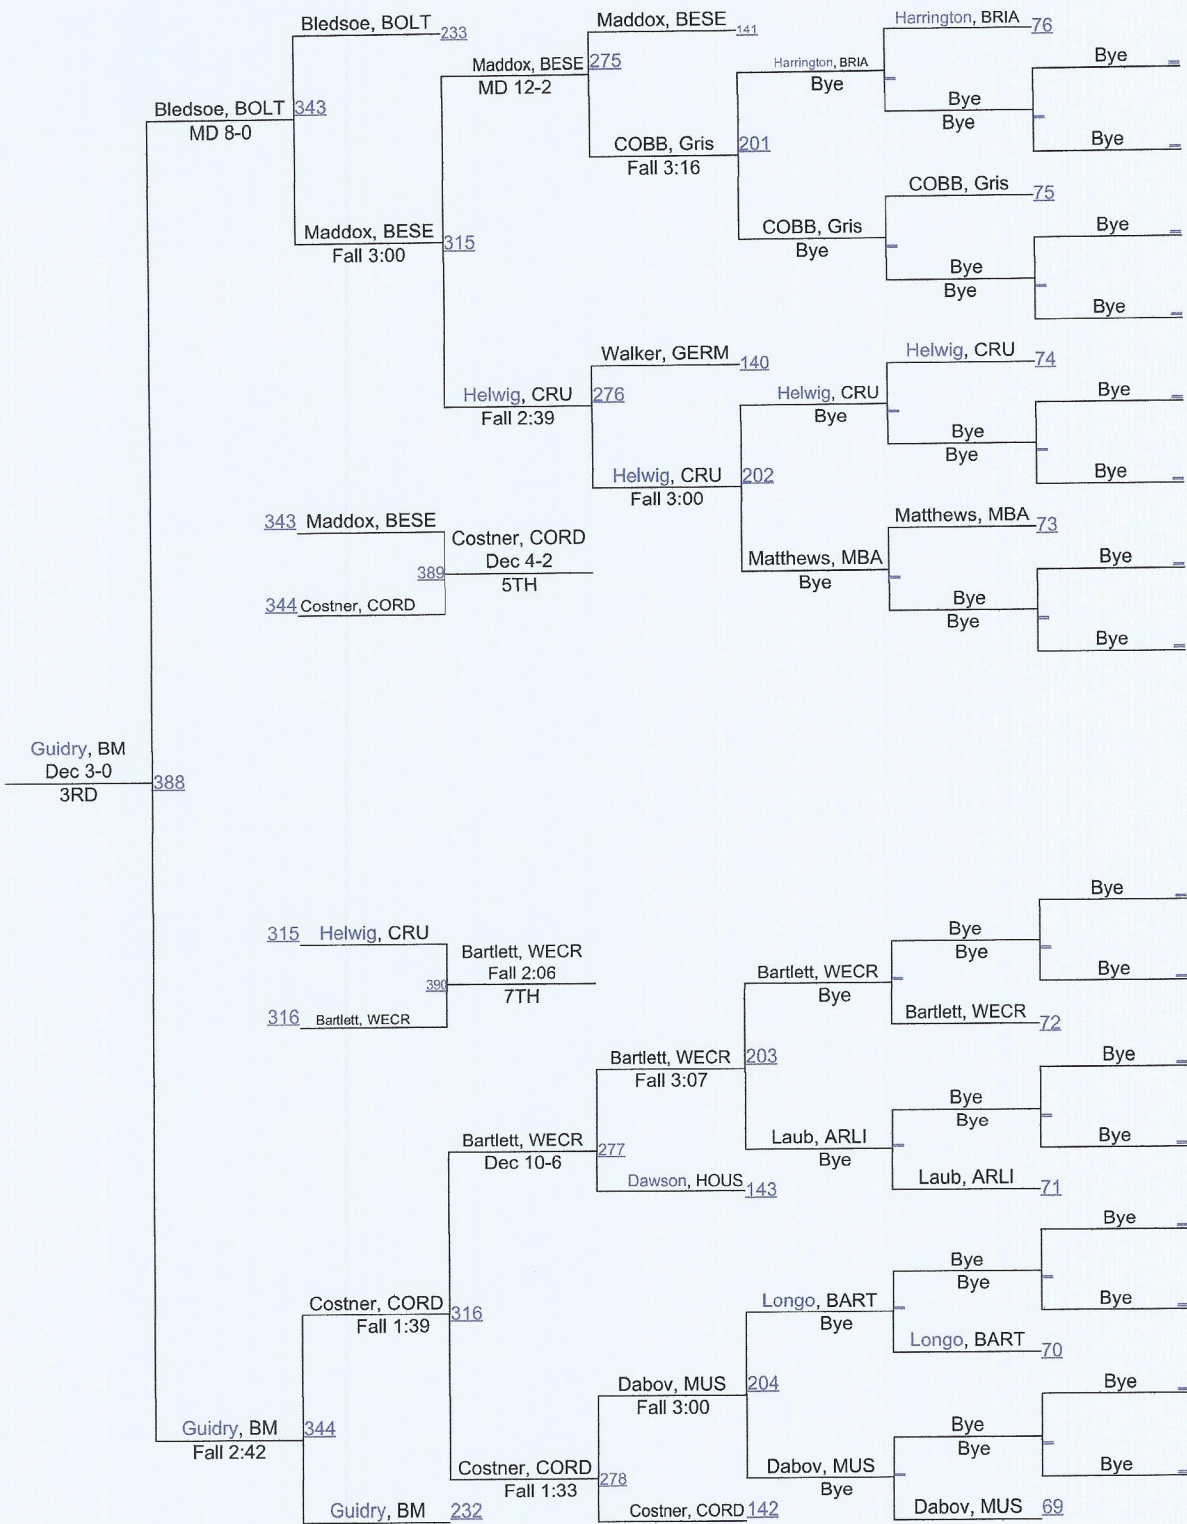 Bledsoe, BOLT 233
Maddox, BESE 141
Harrington, BRIA 76
Maddox, BESE 275
MD 12-2
Harrington, BRIA
Bye
Bye
Bledsoe, BOLT 343
MD 8-0
Bye
Bye
Bye
COBB, Gris 201
Fall 3:16
COBB, Gris 75
Maddox, BESE 315
Fall 3:00
COBB, Gris
Bye
Bye
Bye
Bye
Bye
Walker, GERM 140
Helwig, CRU 74
Helwig, CRU 276
Fall 2:39
Helwig, CRU
Bye
Bye
Bye
Bye
Helwig, CRU 202
Fall 3:00
Bye
343 Maddox, BESE
Matthews, MBA 73
Costner, CORD
Dec 4-2
389
5TH
Matthews, MBA
Bye
Bye
344 Costner, CORD
Bye
Bye
Bye
Guidry, BM
Dec 3-0
388
3RD
Bye
315 Helwig, CRU
Bye
Bye
Bartlett, WECR
Fall 2:06
390
7TH
Bartlett, WECR
Bye
Bye
316 Bartlett, WECR
Bartlett, WECR 72
Bartlett, WECR 203
Fall 3:07
Bye
Bye
Bye
Bartlett, WECR 277
Dec 10-6
Laub, ARLI
Bye
Bye
Dawson, HOUS 143
Laub, ARLI 71
Bye
Bye
Bye
Costner, CORD 316
Fall 1:39
Longo, BART
Bye
Bye
Longo, BART 70
Dabov, MUS 204
Fall 3:00
Bye
Guidry, BM 344
Fall 2:42
Bye
Bye
Costner, CORD 278
Fall 1:33
Dabov, MUS
Bye
Bye
Guidry, BM 232
Costner, CORD 142
Dabov, MUS 69